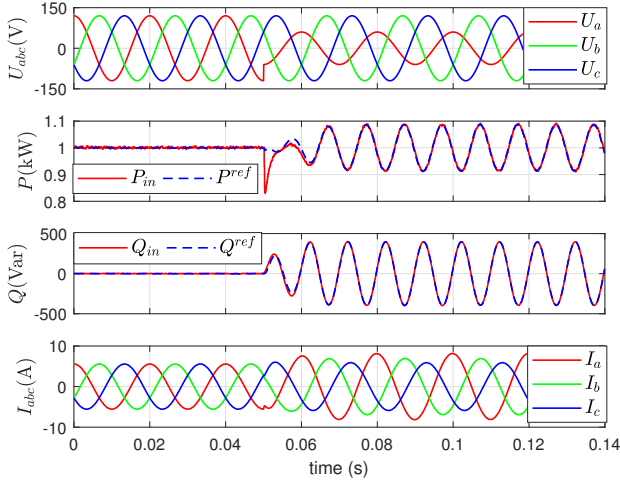 150
0
-150
U_abc(V)
U_a
U_b
U_c
1.1
1
0.9
0.8
P(kW)
P_in P^ref
500
0
-500
Q(Var)
Q_in Q^ref
10
0
-10
I_abc(A)
I_a
I_b
I_c
0 0.02 0.04 0.06 0.08 0.1 0.12 0.14
time (s)